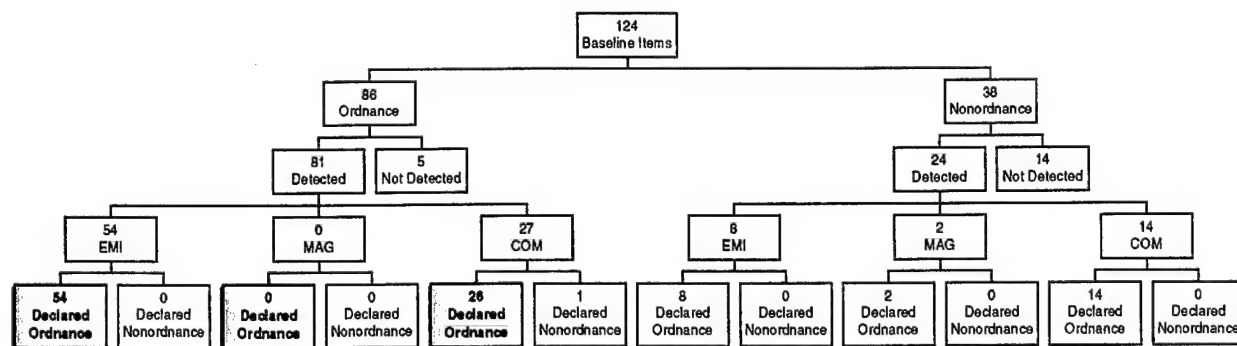 124
Baseline Items
86
Ordnance
38
Nonordnance
81
Detected
5
Not Detected
24
Detected
14
Not Detected
54
EMI
0
MAG
27
COM
8
EMI
2
MAG
14
COM
54
Declared
Ordnance
0
Declared
Nonordnance
0
Declared
Ordnance
0
Declared
Nonordnance
26
Declared
Ordnance
1
Declared
Nonordnance
8
Declared
Ordnance
0
Declared
Nonordnance
2
Declared
Ordnance
0
Declared
Nonordnance
14
Declared
Ordnance
0
Declared
Nonordnance